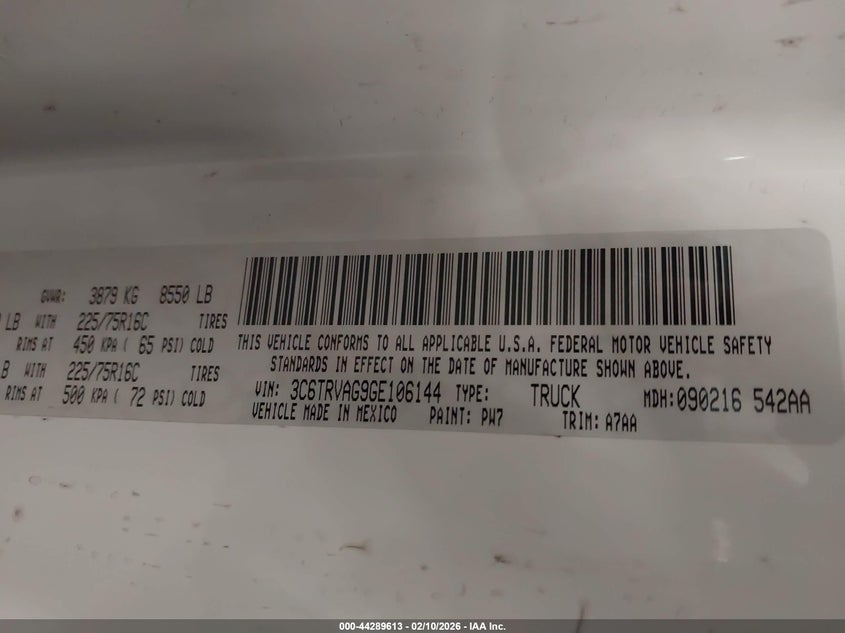 GVWR: 3879 KG 8550 LB
LB WITH 225/75R16C TIRES
RIMS AT 450 KPA ( 65 PSI) COLD
LB WITH 225/75R16C TIRES
RIMS AT 500 KPA ( 72 PSI) COLD
THIS VEHICLE CONFORMS TO ALL APPLICABLE U.S.A. FEDERAL MOTOR VEHICLE SAFETY
STANDARDS IN EFFECT ON THE DATE OF MANUFACTURE SHOWN ABOVE.
VIN: 3C6TRVAG9GE106144 TYPE: TRUCK MDH:090216 542AA
VEHICLE MADE IN MEXICO PAINT: PW7 TRIM: A7AA
000-44289613 - 02/10/2026 - IAA Inc.